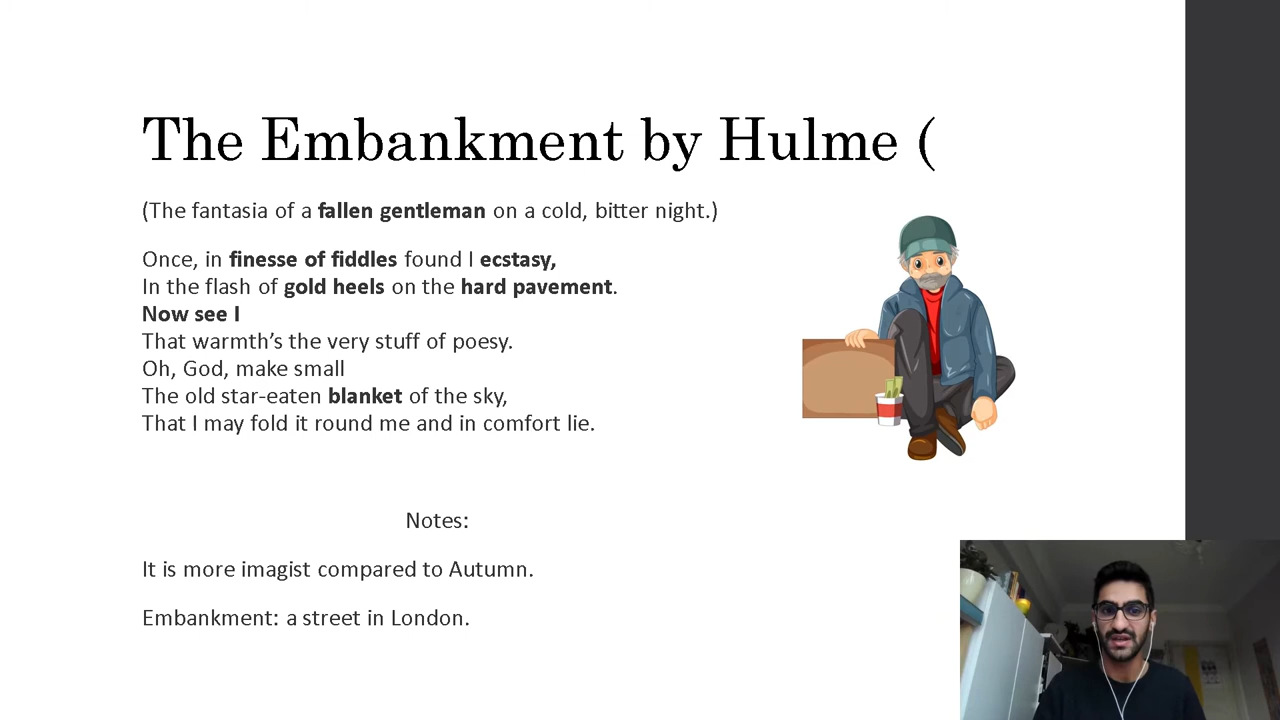 The Embankment by Hulme (
(The fantasia of a fallen gentleman on a cold, bitter night.)
Once, in finesse of fiddles found I ecstasy,
In the flash of gold heels on the hard pavement.
Now see I
That warmth’s the very stuff of poesy.
Oh, God, make small
The old star-eaten blanket of the sky,
That I may fold it round me and in comfort lie.
Notes:
It is more imagist compared to Autumn.
Embankment: a street in London.